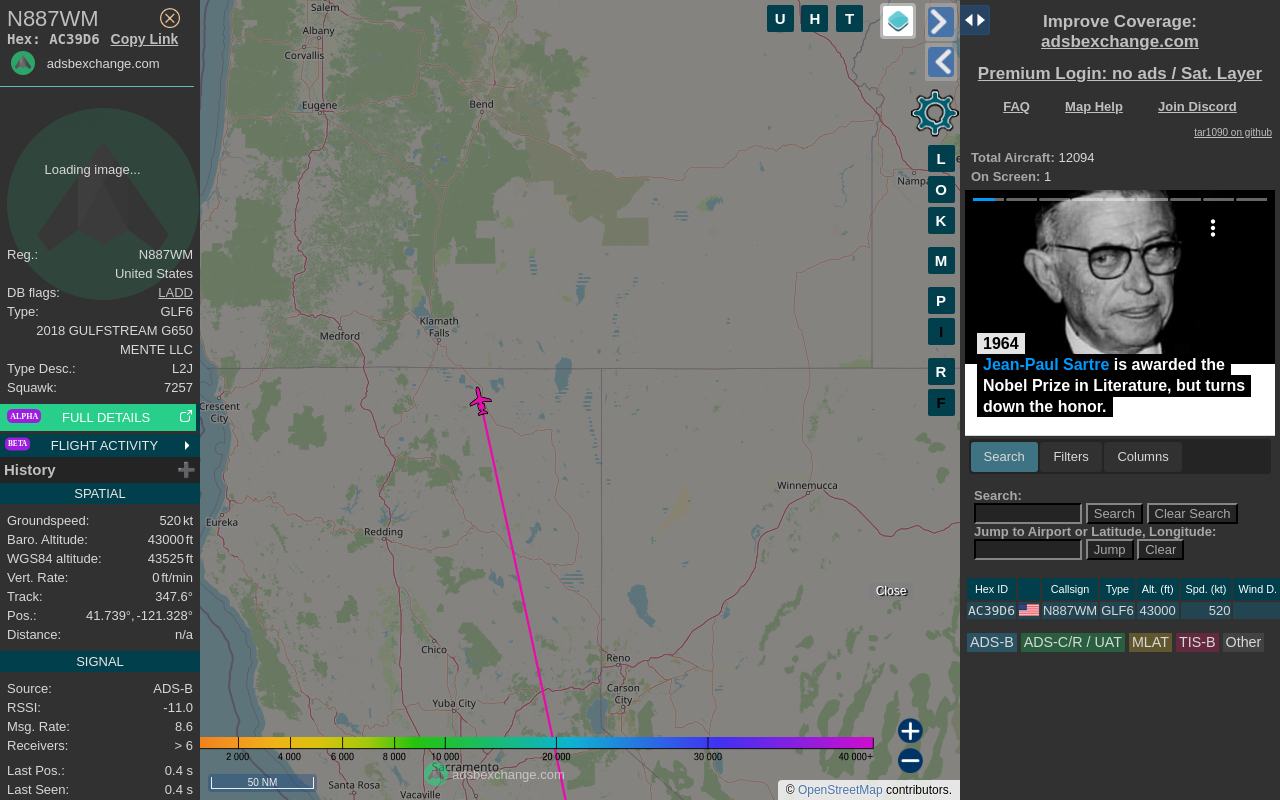 N887WM
Hex: AC39D6 Copy Link
adsbexchange.com
Loading image...
Reg.: N887WM
United States
DB flags: LADD
Type: GLF6
2018 GULFSTREAM G650
MENTE LLC
Type Desc.: L2J
Squawk: 7257
ALPHA FULL DETAILS
BETA FLIGHT ACTIVITY
History
SPATIAL
Groundspeed: 520 kt
Baro. Altitude: 43000 ft
WGS84 altitude: 43525 ft
Vert. Rate: 0 ft/min
Track: 347.6°
Pos.: 41.739°, -121.328°
Distance: n/a
SIGNAL
Source: ADS-B
RSSI: -11.0
Msg. Rate: 8.6
Receivers: > 6
Last Pos.: 0.4 s
Last Seen: 0.4 s
Salem
Albany
Corvallis
Eugene
Bend
Nampa
Medford
Klamath
Falls
Crescent
City
Winnemucca
Eureka
Redding
Chico
Reno
Carson
City
Yuba City
Sacramento
Santa Rosa
Vacaville
U H T
L
O
K
M
P
I
R
F
Close
2 000 4 000 6 000 8 000 10 000 20 000 30 000 40 000+
adsbexchange.com
50 NM
© OpenStreetMap contributors.
Improve Coverage:
adsbexchange.com
Premium Login: no ads / Sat. Layer
FAQ Map Help Join Discord
tar1090 on github
Total Aircraft: 12094
On Screen: 1
1964
Jean-Paul Sartre is awarded the
Nobel Prize in Literature, but turns
down the honor.
Search Filters Columns
Search:
Search Clear Search
Jump to Airport or Latitude, Longitude:
Jump Clear
Hex ID Callsign Type Alt. (ft) Spd. (kt) Wind D.
AC39D6 N887WM GLF6 43000 520
ADS-B ADS-C/R / UAT MLAT TIS-B Other